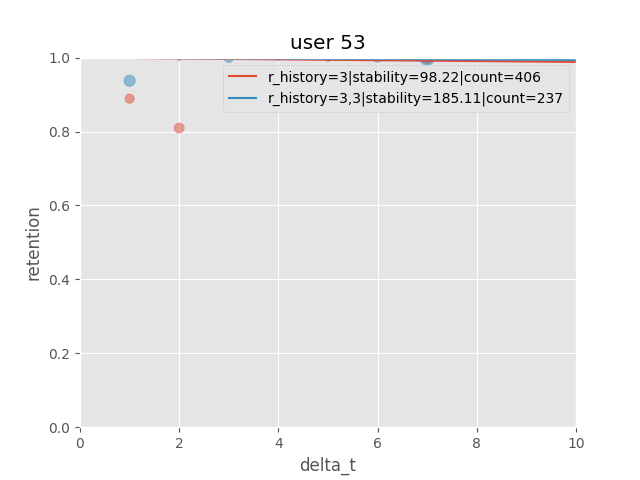 user 53
r_history=3|stability=98.22|count=406
r_history=3,3|stability=185.11|count=237
retention
1.0
0.8
0.6
0.4
0.2
0.0
0 2 4 6 8 10
delta_t